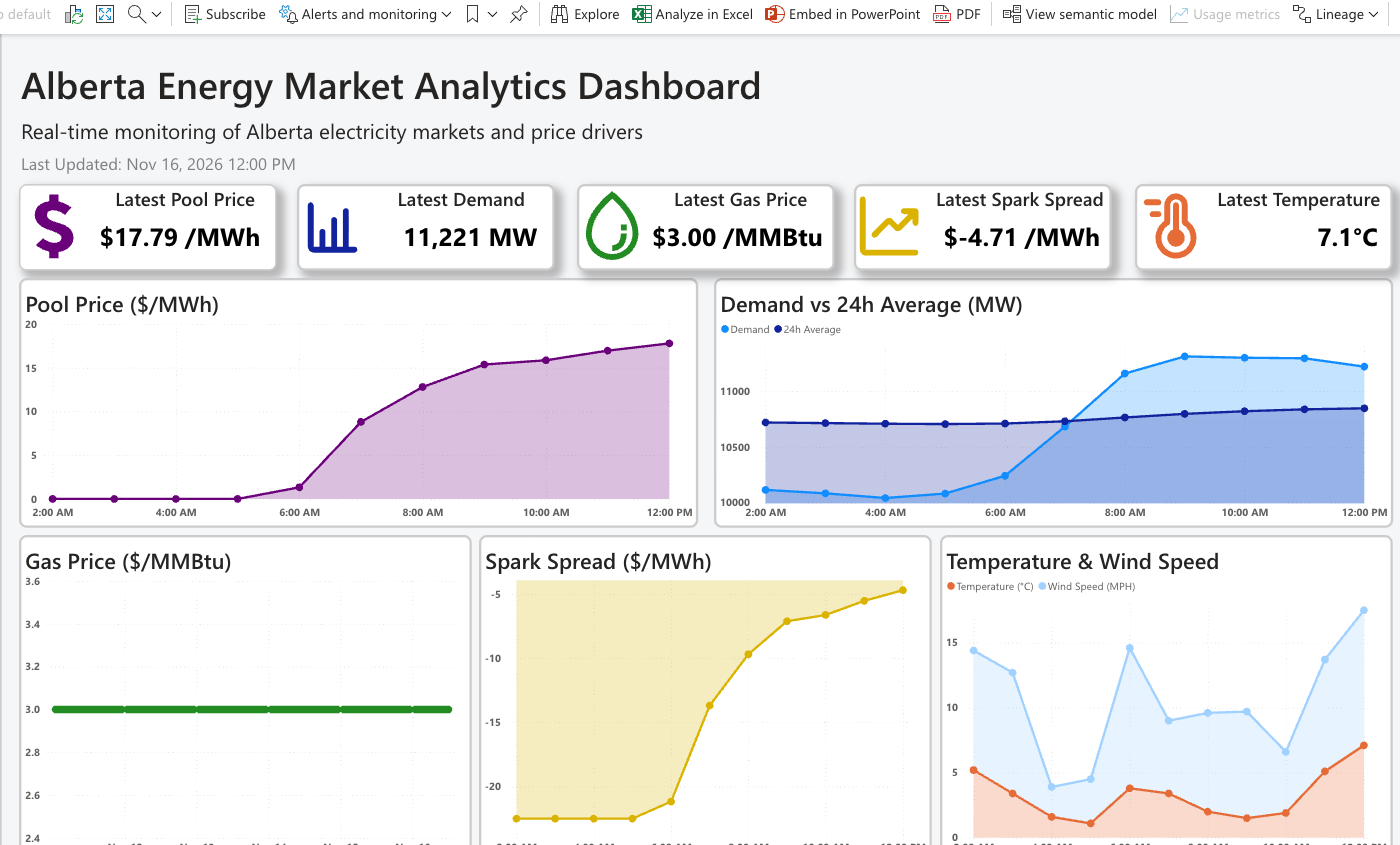 default
Subscribe
Alerts and monitoring
Explore
Analyze in Excel
Embed in PowerPoint
PDF
View semantic model
Usage metrics
Lineage
Alberta Energy Market Analytics Dashboard
Real-time monitoring of Alberta electricity markets and price drivers
Last Updated: Nov 16, 2026 12:00 PM
Latest Pool Price
$17.79 /MWh
Latest Demand
11,221 MW
Latest Gas Price
$3.00 /MMBtu
Latest Spark Spread
$-4.71 /MWh
Latest Temperature
7.1°C
Pool Price ($/MWh)
20
15
10
5
0
2:00 AM 4:00 AM 6:00 AM 8:00 AM 10:00 AM 12:00 PM
Demand vs 24h Average (MW)
Demand 24h Average
11000
10500
10000
2:00 AM 4:00 AM 6:00 AM 8:00 AM 10:00 AM 12:00 PM
Gas Price ($/MMBtu)
3.6
3.4
3.2
3.0
2.8
2.6
2.4
Spark Spread ($/MWh)
-5
-10
-15
-20
Temperature & Wind Speed
Temperature (°C) Wind Speed (MPH)
15
10
5
0